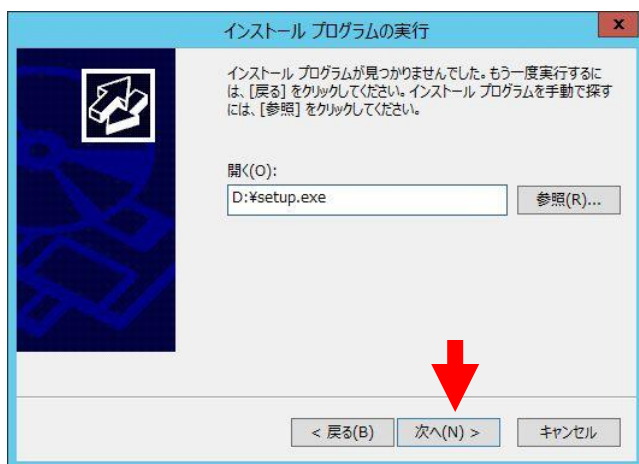 インストール プログラムの実行
x
インストール プログラムが見つかりませんでした。もう一度実行するに
は、[戻る] をクリックしてください。インストール プログラムを手動で探す
には、[参照] をクリックしてください。
開く(O):
D:¥setup.exe
参照(R)...
< 戻る(B)
次へ(N) >
キャンセル